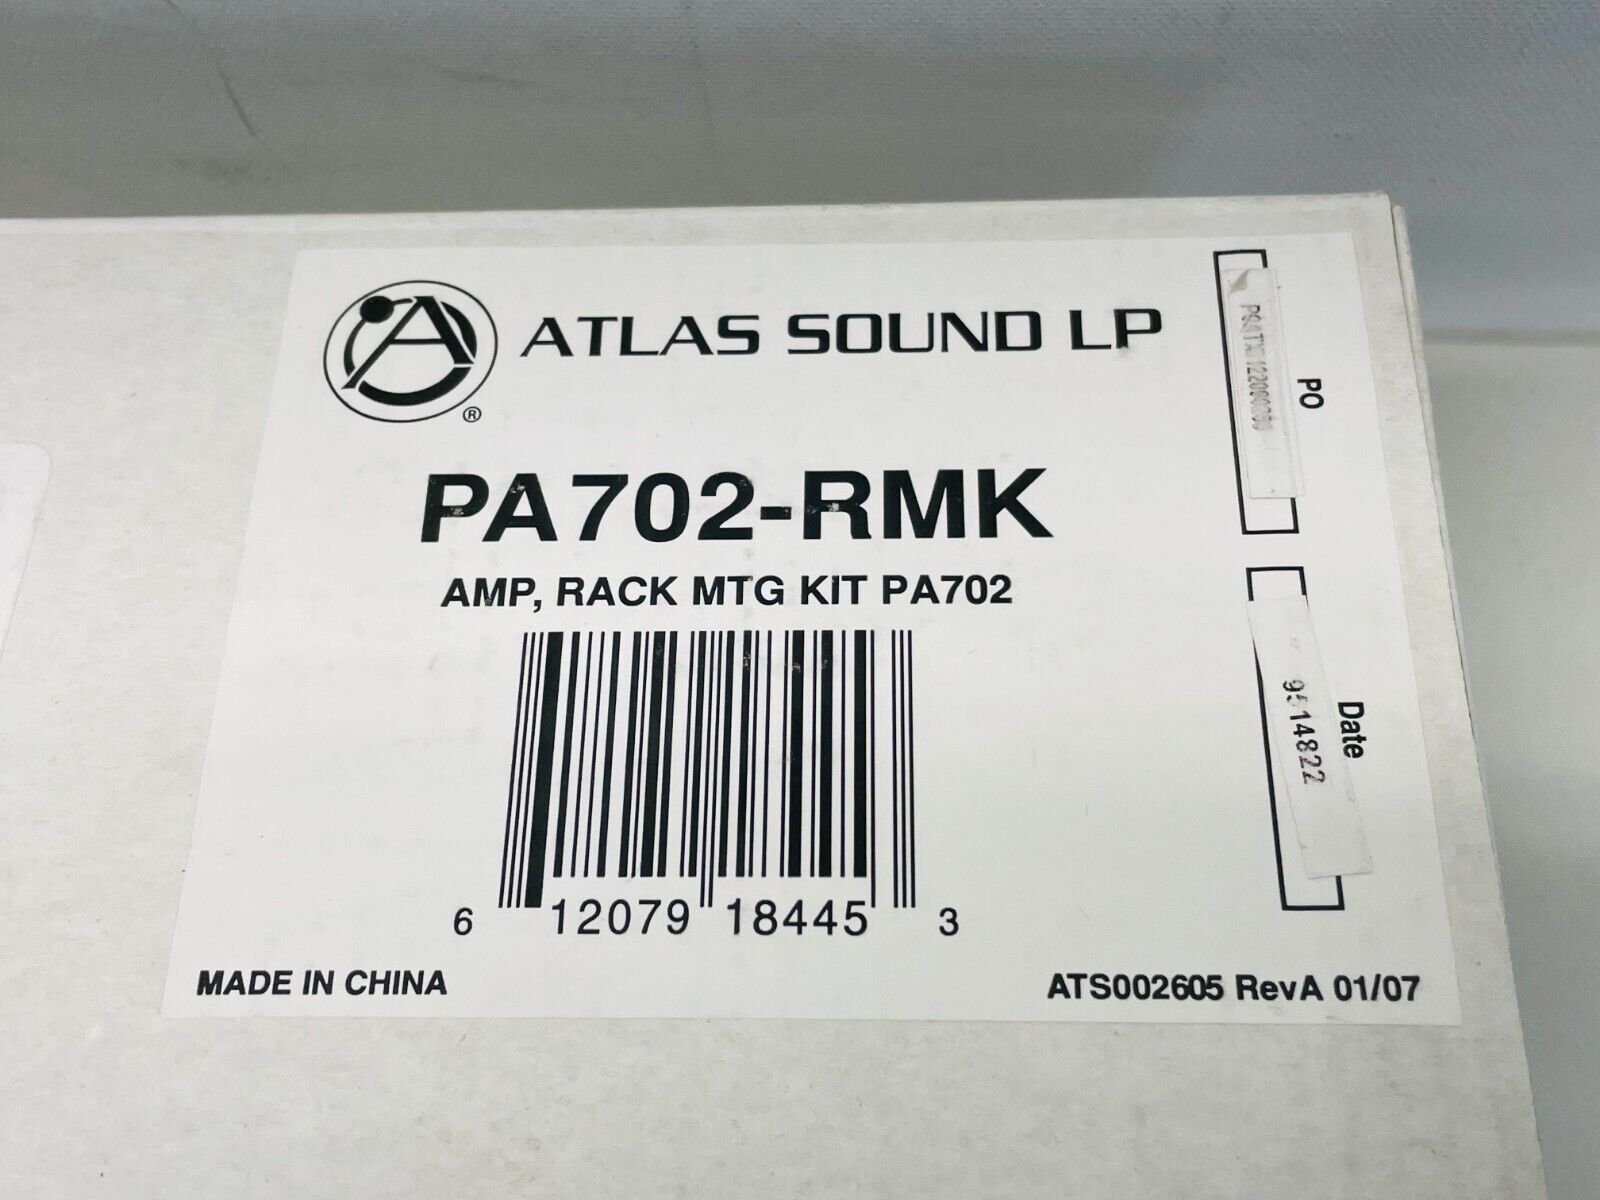 ATLAS SOUND LP
®
PA702-RMK
AMP, RACK MTG KIT PA702
6 12079 18445 3
MADE IN CHINA
ATS002605 RevA 01/07
PO
Date
9514822